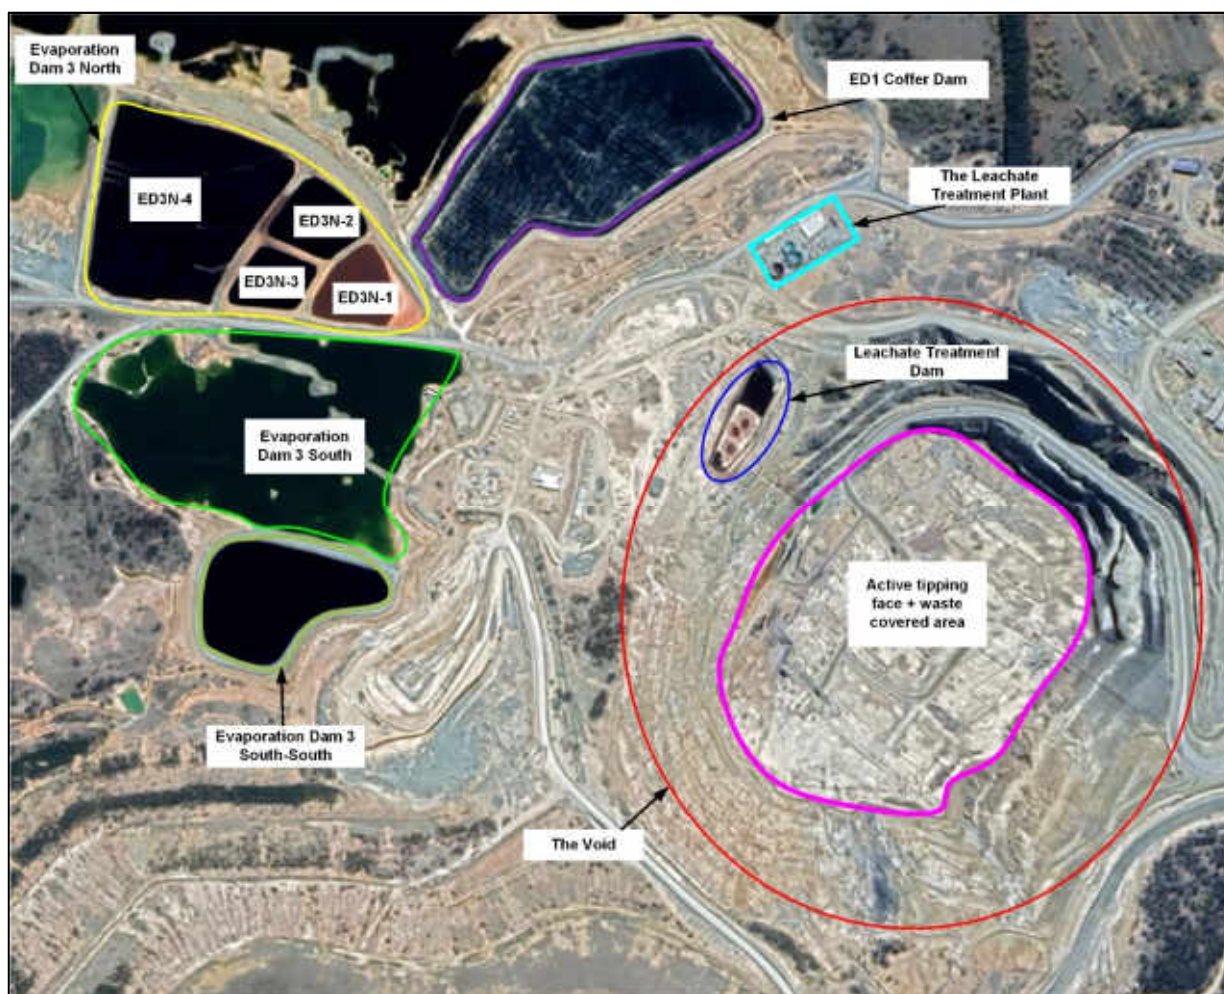 Evaporation
Dam 3 North
ED1 Coffer Dam
The Leachate
Treatment Plant
ED3N-4
ED3N-2
ED3N-3
ED3N-1
Leachate Treatment
Dam
Evaporation
Dam 3 South
Active tipping
face + waste
covered area
Evaporation Dam 3
South-South
The Void